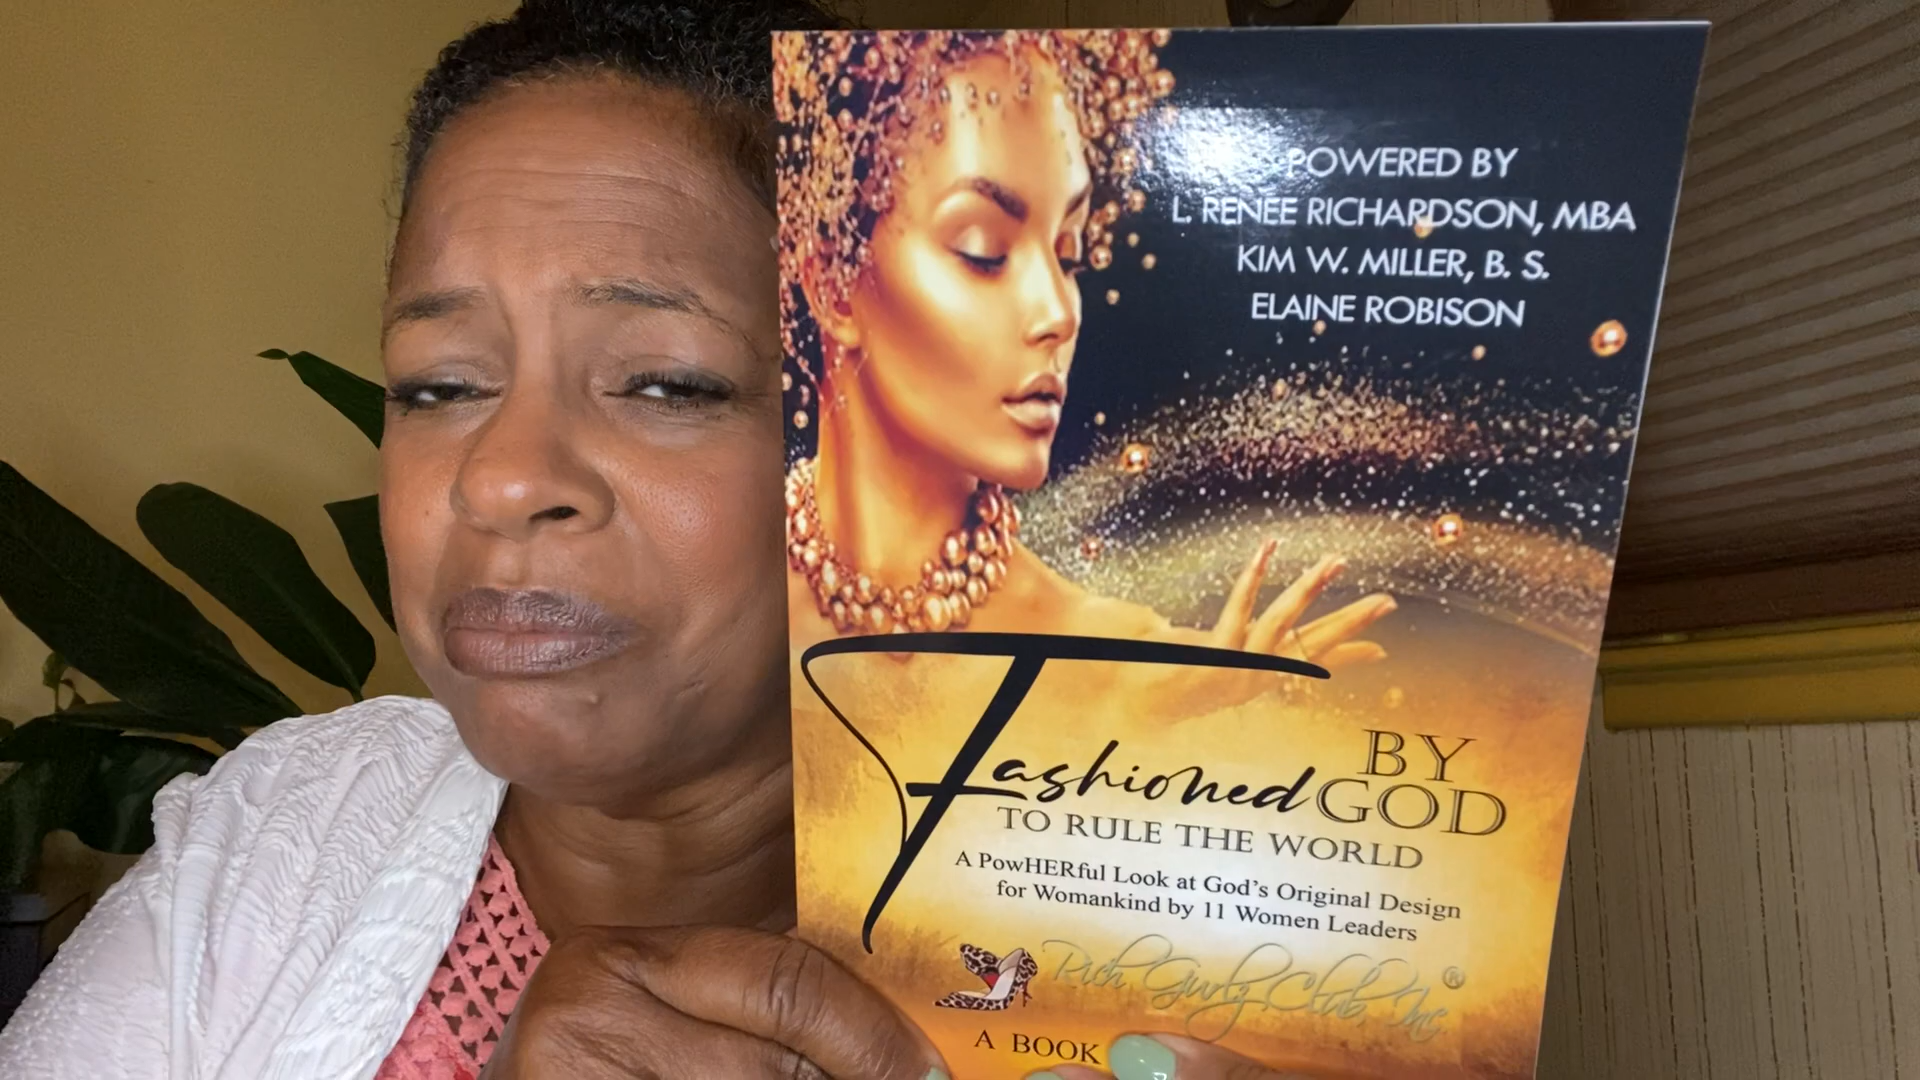 POWERED BY
L. RENEE RICHARDSON, MBA
KIM W. MILLER, B. S.
ELAINE ROBISON
Fashioned BY GOD
TO RULE THE WORLD
A PowHERful Look at God's Original Design
for Womankind by 11 Women Leaders
Rich Gurlz Club, Inc ®
A BOOK